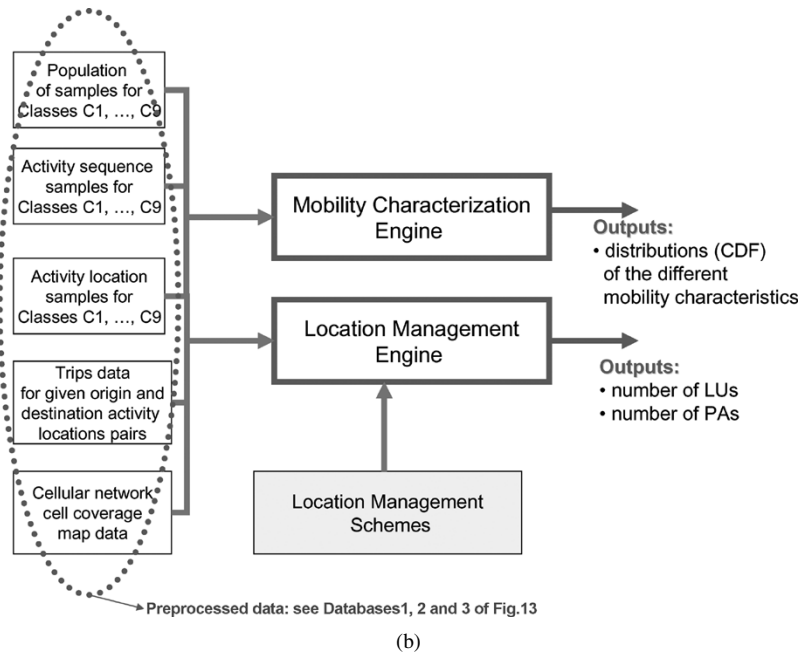 Population
of samples for
Classes C1, …, C9
Activity sequence
samples for
Classes C1, …, C9
Activity location
samples for
Classes C1, …, C9
Trips data
for given origin and
destination activity
locations pairs
Cellular network
cell coverage
map data
Mobility Characterization
Engine
Location Management
Engine
Location Management
Schemes
Outputs:
• distributions (CDF)
of the different
mobility characteristics
Outputs:
• number of LUs
• number of PAs
Preprocessed data: see Databases1, 2 and 3 of Fig.13
(b)